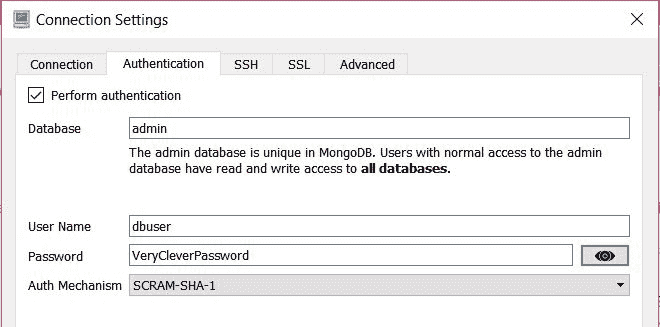 Connection Settings
Connection Authentication SSH SSL Advanced
Perform authentication
Database admin
The admin database is unique in MongoDB. Users with normal access to the admin
database have read and write access to all databases.
User Name dbuser
Password VeryCleverPassword
Auth Mechanism SCRAM-SHA-1